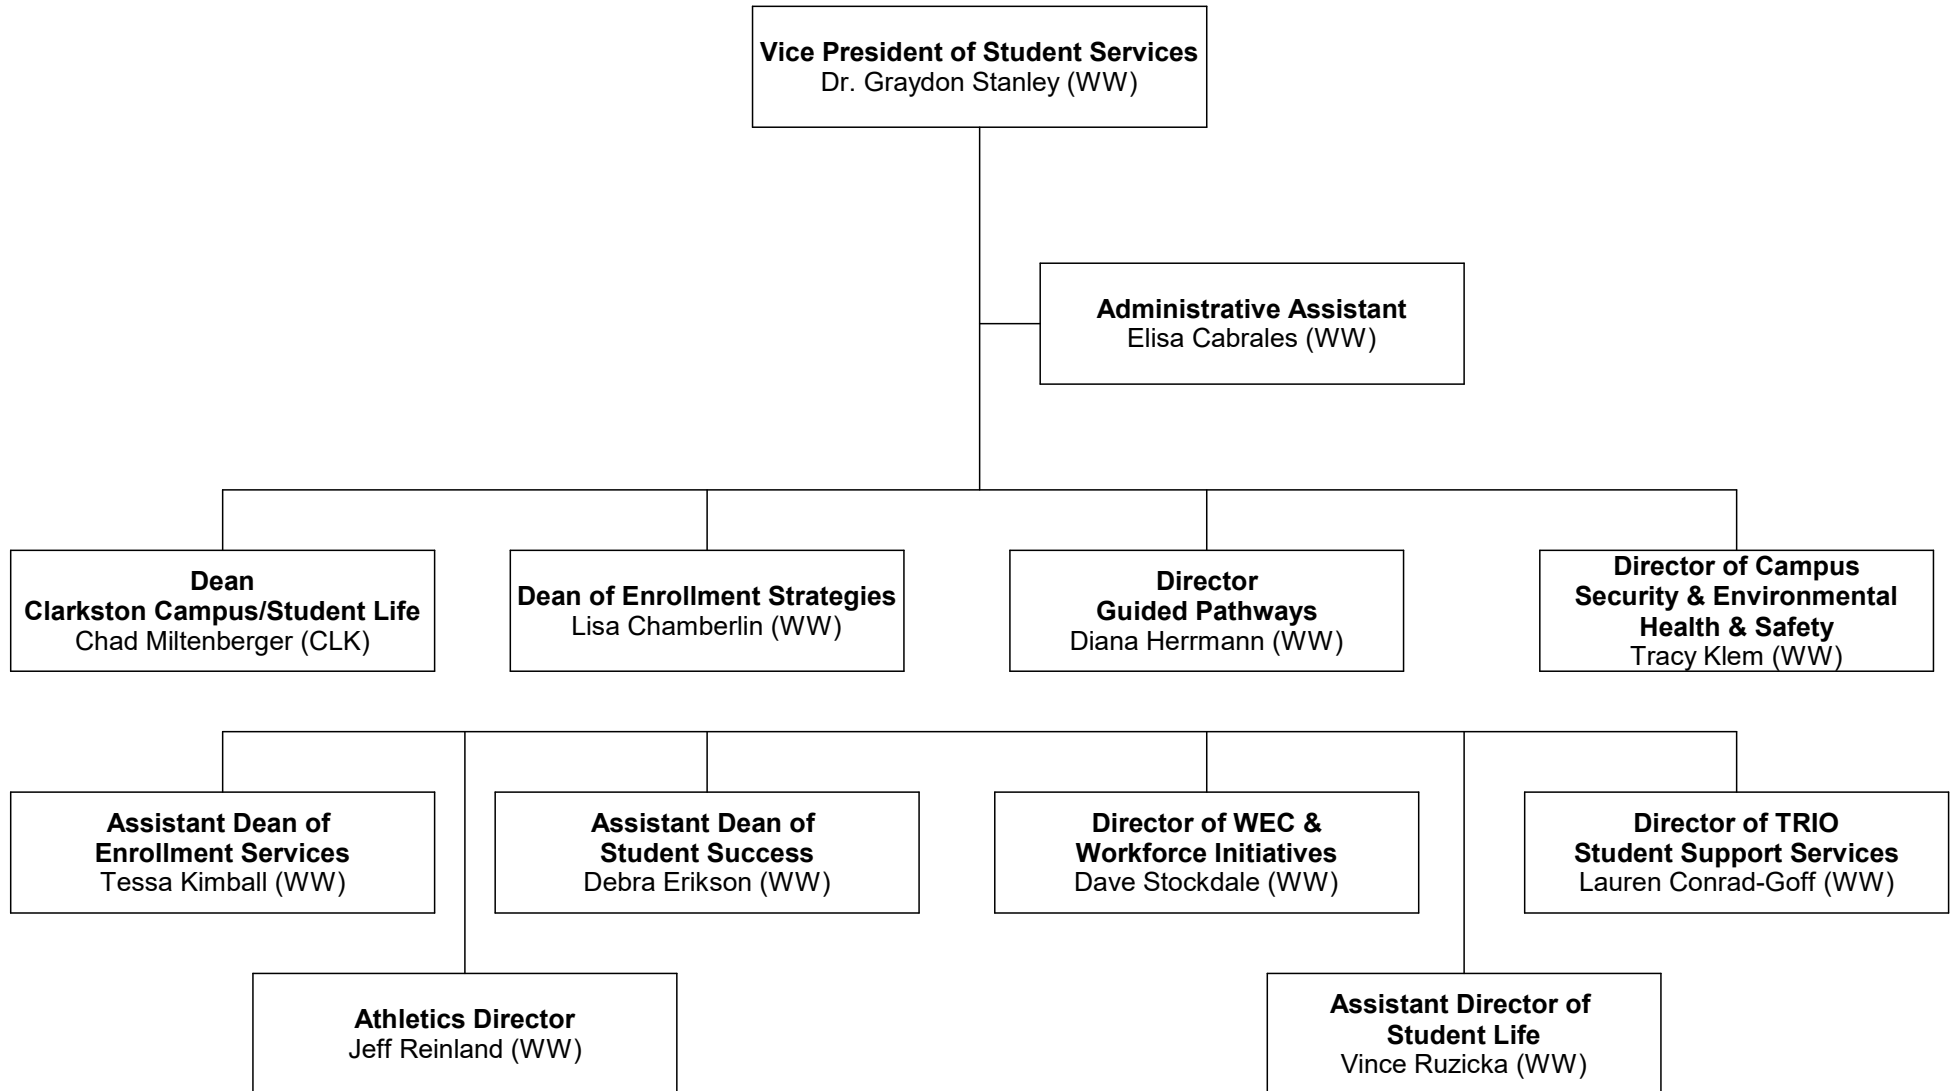 Vice President of Student Services
Dr. Graydon Stanley (WW)
Administrative Assistant
Elisa Cabrales (WW)
Dean
Clarkston Campus/Student Life
Chad Miltenberger (CLK)
Dean of Enrollment Strategies
Lisa Chamberlin (WW)
Director
Guided Pathways
Diana Herrmann (WW)
Director of Campus
Security & Environmental
Health & Safety
Tracy Klem (WW)
Assistant Dean of
Enrollment Services
Tessa Kimball (WW)
Assistant Dean of
Student Success
Debra Erikson (WW)
Director of WEC &
Workforce Initiatives
Dave Stockdale (WW)
Director of TRIO
Student Support Services
Lauren Conrad-Goff (WW)
Athletics Director
Jeff Reinland (WW)
Assistant Director of
Student Life
Vince Ruzicka (WW)